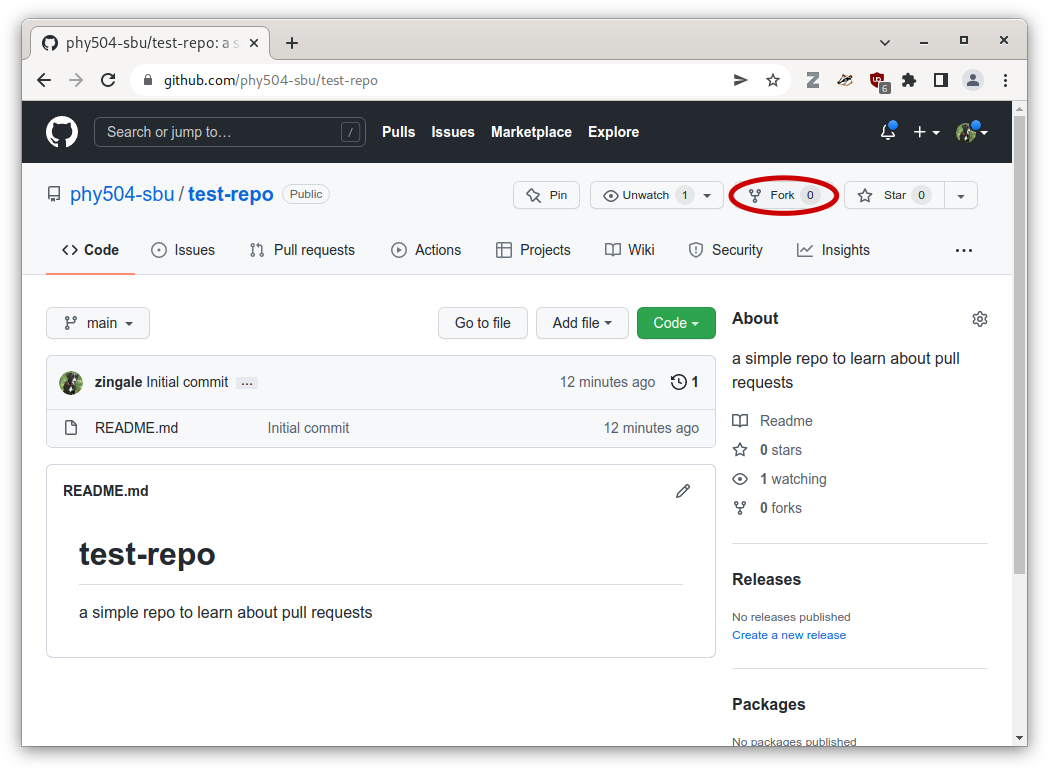 phy504-sbu/test-repo: a s
github.com/phy504-sbu/test-repo
6
Search or jump to… / Pulls Issues Marketplace Explore
phy504-sbu / test-repo Public Pin Unwatch 1 Fork 0 Star 0
Code Issues Pull requests Actions Projects Wiki Security Insights ...
main Go to file Add file Code
zingale Initial commit ... 12 minutes ago 1
README.md Initial commit 12 minutes ago
README.md
test-repo
a simple repo to learn about pull requests
About
a simple repo to learn about pull
requests
Readme
0 stars
1 watching
0 forks
Releases
No releases published
Create a new release
Packages
No packages published